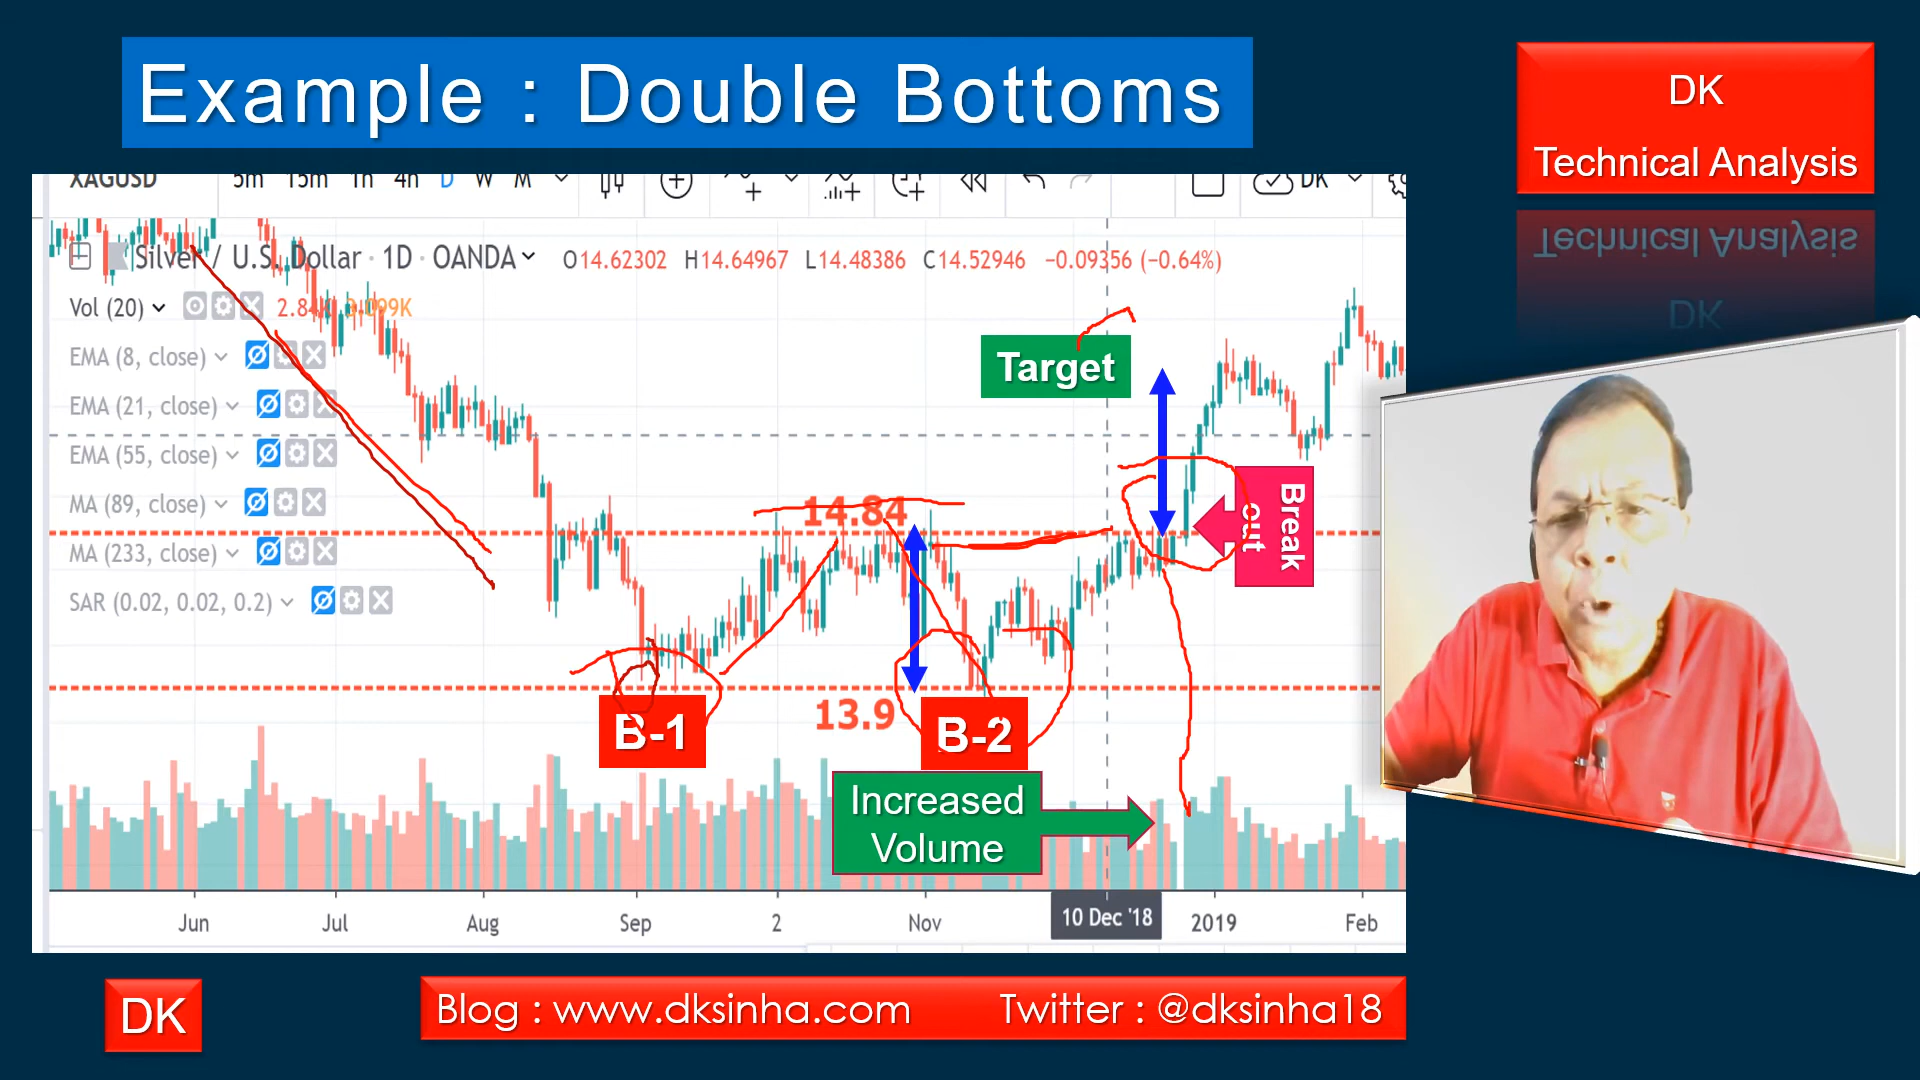 Example : Double Bottoms
DK
Technical Analysis
XAGUSD 5m 15m 1h 4h D W M DK
Silver / U.S. Dollar · 1D · OANDA O14.62302 H14.64967 L14.48386 C14.52946 −0.09356 (−0.64%)
Vol (20)
EMA (8, close)
EMA (21, close)
EMA (55, close)
MA (89, close)
MA (233, close)
SAR (0.02, 0.02, 0.2)
Target
14.84
Break
out
13.9
B-1
B-2
Increased
Volume
Jun Jul Aug Sep 2 Nov 10 Dec '18 2019 Feb
DK
Blog : www.dksinha.com Twitter : @dksinha18